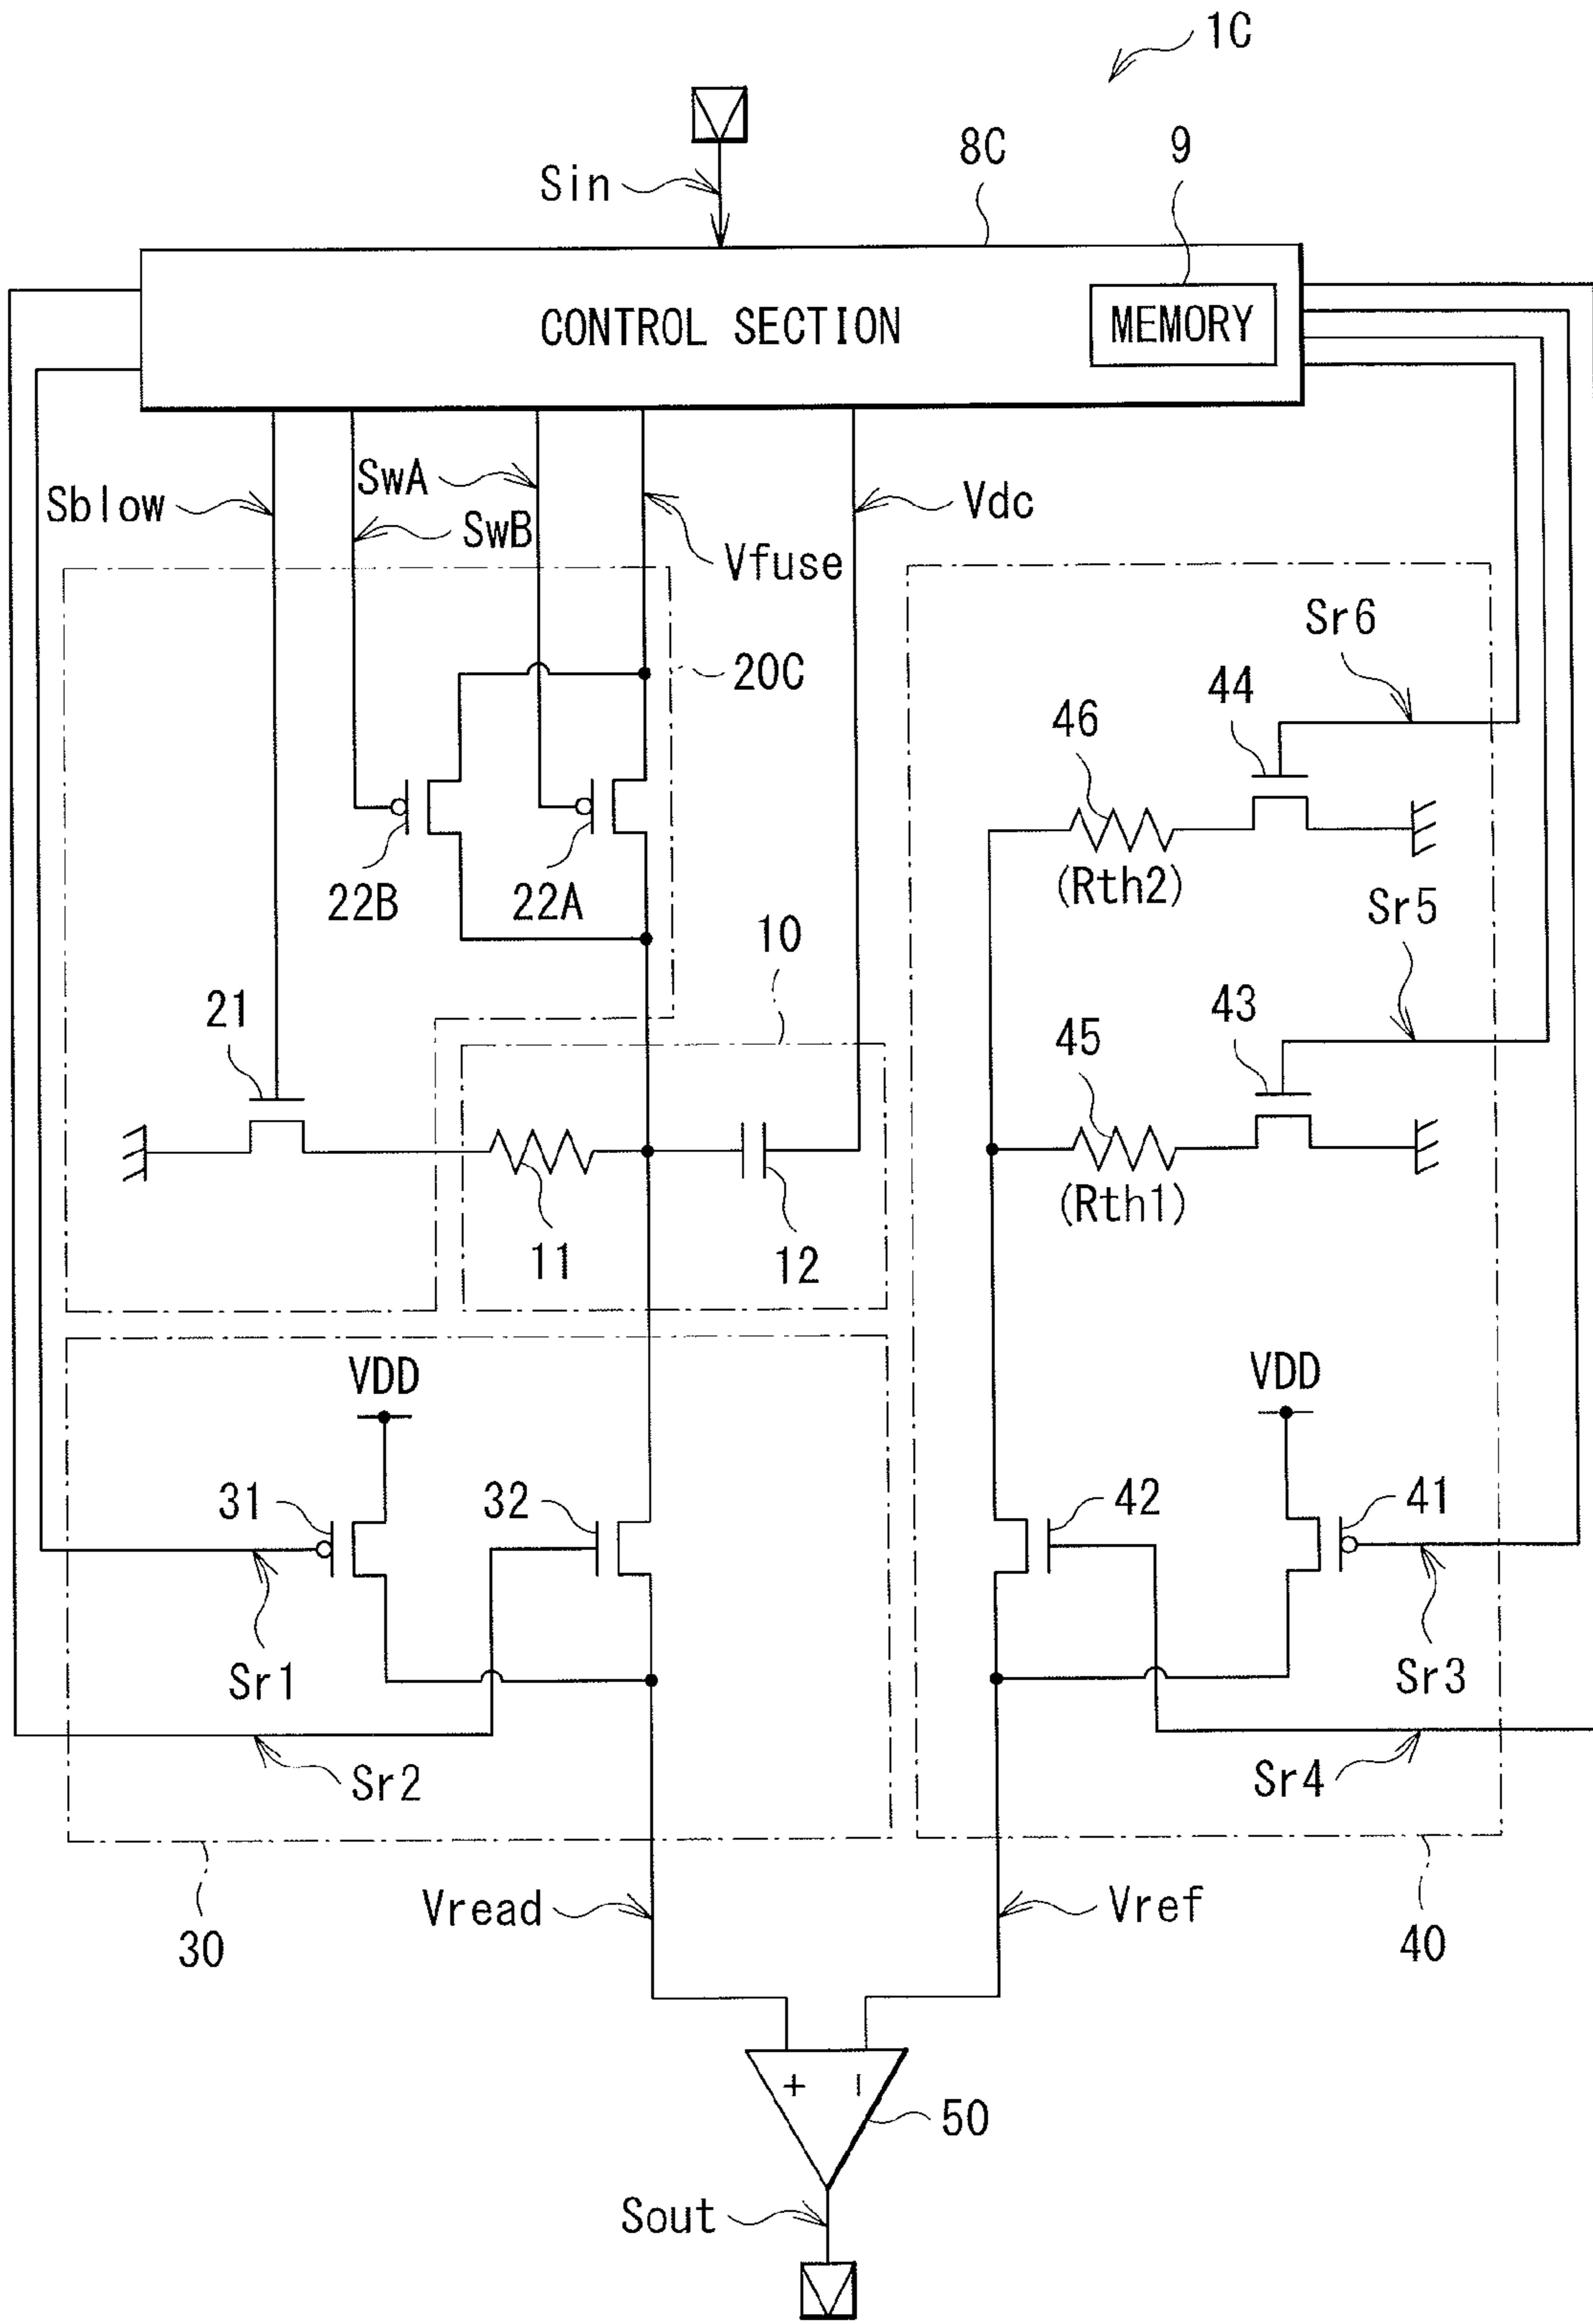 1C
8C
9
Sin
CONTROL SECTION
MEMORY
SwA
Sblow
SwB
Vdc
Vfuse
Sr6
20C
44
46
22B
22A
(Rth2)
Sr5
10
21
43
45
11
12
(Rth1)
VDD
VDD
31
32
42
41
Sr1
Sr3
Sr2
Sr4
Vread
Vref
30
40
+
−
50
Sout